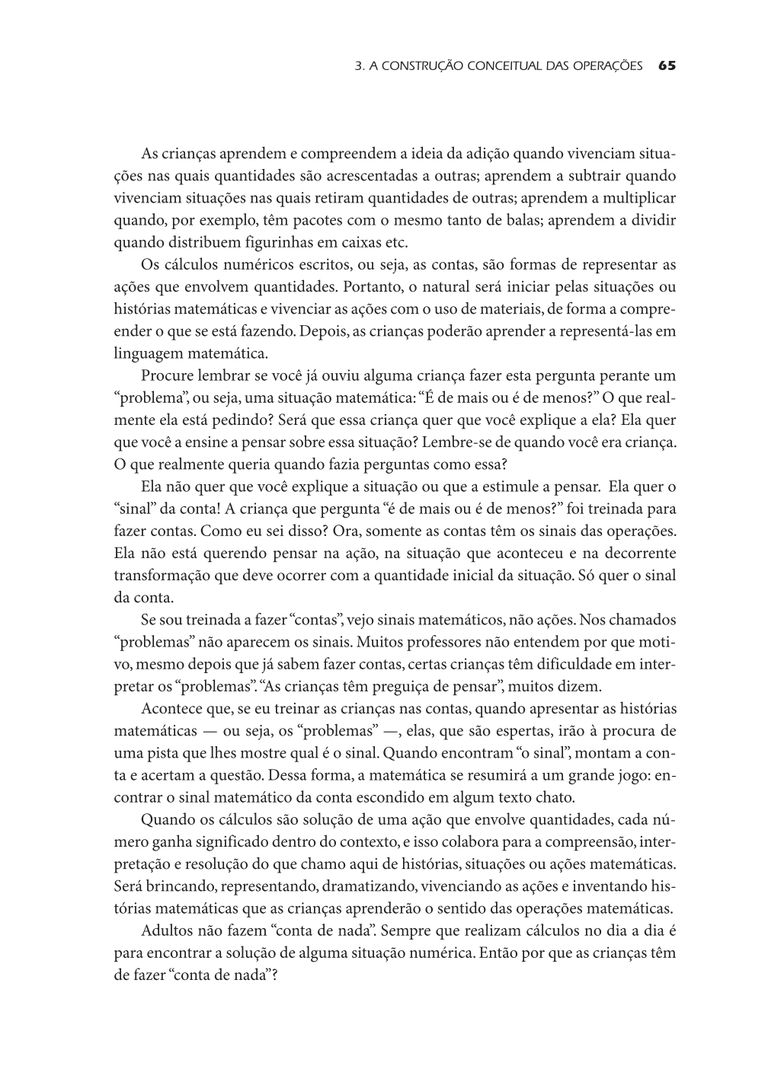 3. A CONSTRUÇÃO CONCEITUAL DAS OPERAÇÕES 65
As crianças aprendem e compreendem a ideia da adição quando vivenciam situa-
ções nas quais quantidades são acrescentadas a outras; aprendem a subtrair quando
vivenciam situações nas quais retiram quantidades de outras; aprendem a multiplicar
quando, por exemplo, têm pacotes com o mesmo tanto de balas; aprendem a dividir
quando distribuem figurinhas em caixas etc.
Os cálculos numéricos escritos, ou seja, as contas, são formas de representar as
ações que envolvem quantidades. Portanto, o natural será iniciar pelas situações ou
histórias matemáticas e vivenciar as ações com o uso de materiais, de forma a compre-
ender o que se está fazendo. Depois, as crianças poderão aprender a representá-las em
linguagem matemática.
Procure lembrar se você já ouviu alguma criança fazer esta pergunta perante um
“problema”, ou seja, uma situação matemática: “É de mais ou é de menos?” O que real-
mente ela está pedindo? Será que essa criança quer que você explique a ela? Ela quer
que você a ensine a pensar sobre essa situação? Lembre-se de quando você era criança.
O que realmente queria quando fazia perguntas como essa?
Ela não quer que você explique a situação ou que a estimule a pensar. Ela quer o
“sinal” da conta! A criança que pergunta “é de mais ou é de menos?” foi treinada para
fazer contas. Como eu sei disso? Ora, somente as contas têm os sinais das operações.
Ela não está querendo pensar na ação, na situação que aconteceu e na decorrente
transformação que deve ocorrer com a quantidade inicial da situação. Só quer o sinal
da conta.
Se sou treinada a fazer “contas”, vejo sinais matemáticos, não ações. Nos chamados
“problemas” não aparecem os sinais. Muitos professores não entendem por que moti-
vo, mesmo depois que já sabem fazer contas, certas crianças têm dificuldade em inter-
pretar os “problemas”. “As crianças têm preguiça de pensar”, muitos dizem.
Acontece que, se eu treinar as crianças nas contas, quando apresentar as histórias
matemáticas — ou seja, os “problemas” —, elas, que são espertas, irão à procura de
uma pista que lhes mostre qual é o sinal. Quando encontram “o sinal”, montam a con-
ta e acertam a questão. Dessa forma, a matemática se resumirá a um grande jogo: en-
contrar o sinal matemático da conta escondido em algum texto chato.
Quando os cálculos são solução de uma ação que envolve quantidades, cada nú-
mero ganha significado dentro do contexto, e isso colabora para a compreensão, inter-
pretação e resolução do que chamo aqui de histórias, situações ou ações matemáticas.
Será brincando, representando, dramatizando, vivenciando as ações e inventando his-
tórias matemáticas que as crianças aprenderão o sentido das operações matemáticas.
Adultos não fazem “conta de nada”. Sempre que realizam cálculos no dia a dia é
para encontrar a solução de alguma situação numérica. Então por que as crianças têm
de fazer “conta de nada”?